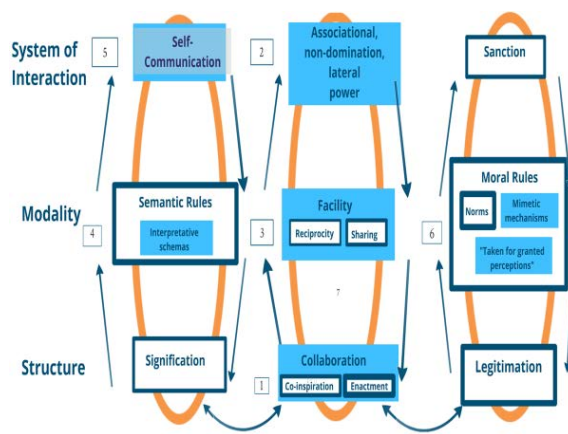 System of
Interaction
5
Self-
Communication
2
Associational,
non-domination,
lateral
power
Sanction
Modality
4
Semantic Rules
Interpretative
schemas
3
Facility
Reciprocity
Sharing
6
Moral Rules
Norms
Mimetic
mechanisms
"Taken for granted
perceptions"
7
Structure
Signification
1
Collaboration
Co-inspiration
Enactment
Legitimation